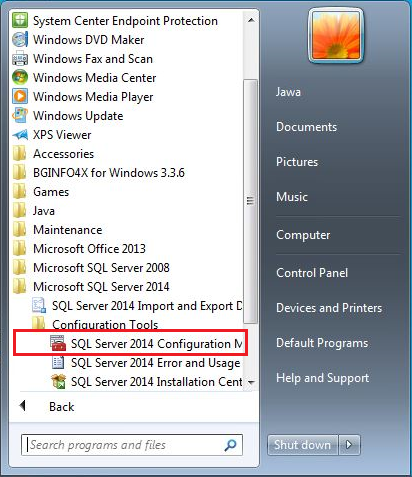 System Center Endpoint Protection
Windows DVD Maker
Windows Fax and Scan
Windows Media Center
Windows Media Player
Windows Update
XPS Viewer
Accessories
BGINFO4X for Windows 3.3.6
Games
Java
Maintenance
Microsoft Office 2013
Microsoft SQL Server 2008
Microsoft SQL Server 2014
SQL Server 2014 Import and Export D
Configuration Tools
SQL Server 2014 Configuration M
SQL Server 2014 Error and Usage
SQL Server 2014 Installation Cent
Back
Search programs and files
Jawa
Documents
Pictures
Music
Computer
Control Panel
Devices and Printers
Default Programs
Help and Support
Shut down